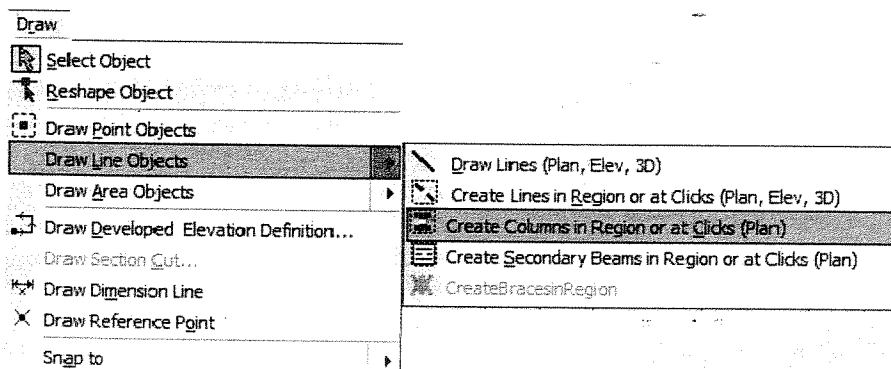 Draw
Select Object
Reshape Object
Draw Point Objects
Draw Line Objects
Draw Area Objects
Draw Developed Elevation Definition...
Draw Section Cut...
Draw Dimension Line
Draw Reference Point
Snap to
Draw Lines (Plan, Elev, 3D)
Create Lines in Region or at Clicks (Plan, Elev, 3D)
Create Columns in Region or at Clicks (Plan)
Create Secondary Beams in Region or at Clicks (Plan)
CreateBracesinRegion